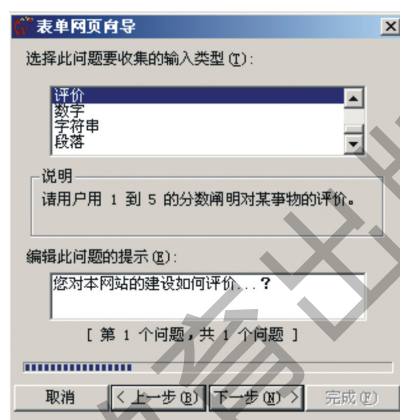 表单网页向导
选择此问题要收集的输入类型(T):
评价
数字
字符串
段落
说明
请用户用 1 到 5 的分数阐明对某事物的评价。
编辑此问题的提示(E):
您对本网站的建设如何评价...?
[ 第 1 个问题,共 1 个问题 ]
取消 < 上一步(B) 下一步(N) > 完成(F)